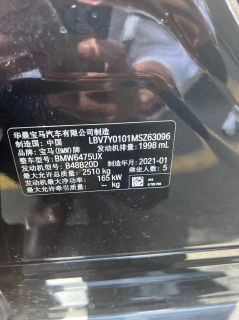 华晨宝马汽车有限公司制造
制造国：中国 LBV7Y0101MSZ63096
品牌：宝马(BMW)牌 发动机排量：1998 mL
整车型号：BMW6475UX
发动机型号：B48B20D 制造年月：2021-01
最大允许总质量：2510 kg 乘坐人数：5
发动机最大净功率：165 kW
最大允许牵引质量：-/- kg